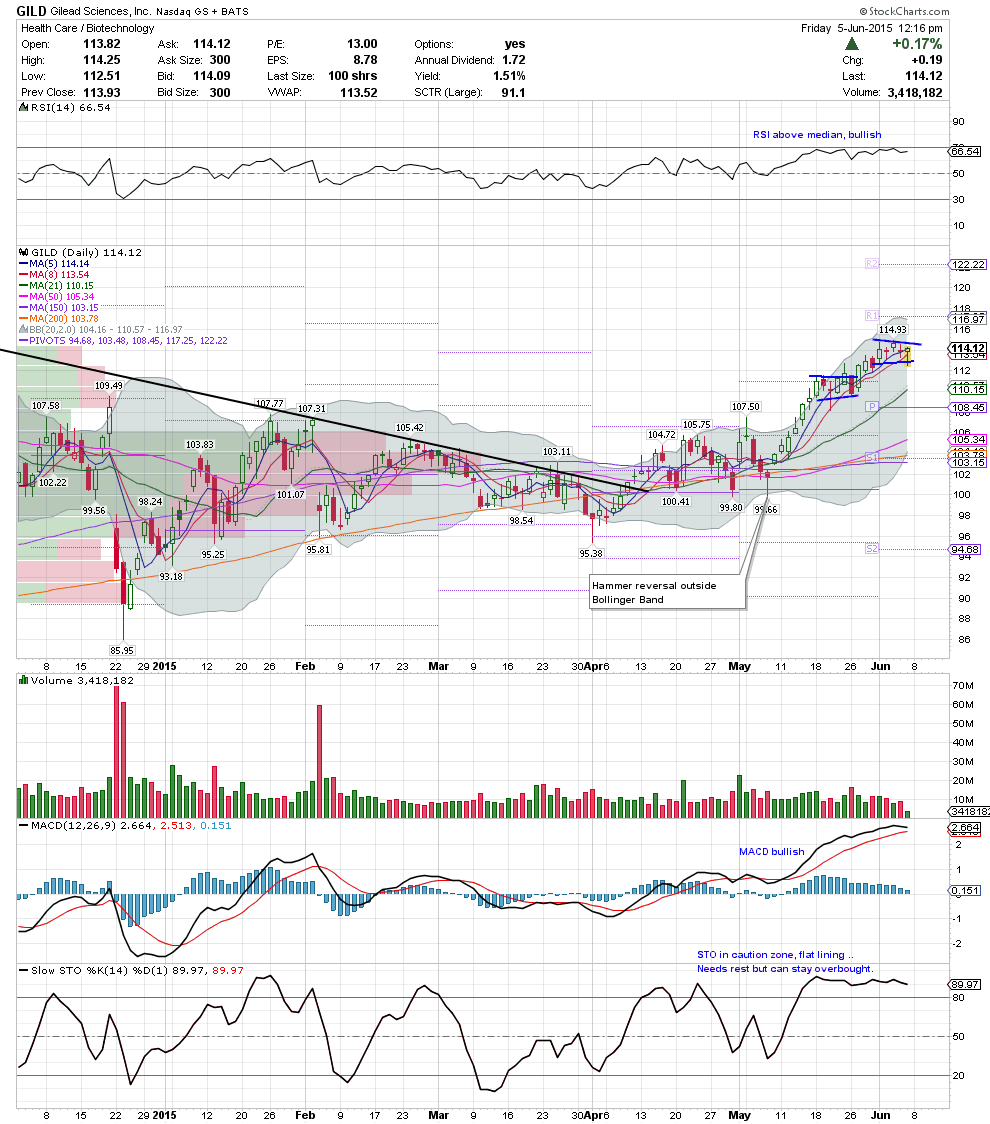 GILD Gilead Sciences, Inc. Nasdaq GS + BATS
© StockCharts.com
Health Care / Biotechnology
Friday 5-Jun-2015 12:16 pm
Open: 113.82 Ask: 114.12 P/E: 13.00 Options: yes
+0.17%
High: 114.25 Ask Size: 300 EPS: 8.78 Annual Dividend: 1.72
Chg: +0.19
Low: 112.51 Bid: 114.09 Last Size: 100 shrs Yield: 1.51%
Last: 114.12
Prev Close: 113.93 Bid Size: 300 VWAP: 113.52 SCTR (Large): 91.1
Volume: 3,418,182
RSI(14) 66.54
90
RSI above median, bullish
66.54
50
30
10
GILD (Daily) 114.12
MA(5) 114.14
MA(8) 113.54
MA(21) 110.15
MA(50) 105.34
MA(150) 103.15
MA(200) 103.78
BB(20,2.0) 104.16 - 110.57 - 116.97
PIVOTS 94.68, 103.48, 108.45, 117.25, 122.22
R2
122.22
120
118
R1
116.97
116
114.93
114.12
112
110.15
P
108.45
106
105.34
S1
103.78
103.15
102
100
98
96
S2
94.68
94
92
90
88
86
109.49
107.58
107.77
107.31
105.42
103.83
103.11
104.72
105.75
107.50
102.22
101.07
99.56
98.24
98.54
100.41
99.80
99.66
95.25
95.81
95.38
93.18
85.95
Hammer reversal outside
Bollinger Band
8 15 22 29 2015 12 20 26 Feb 9 17 23 Mar 9 16 23 30 Apr 6 13 20 27 May 11 18 26 Jun 8
Volume 3,418,182
70M
60M
50M
40M
30M
20M
10M
3418182
MACD(12,26,9) 2.664, 2.513, 0.151
2.664
MACD bullish
2
1
0.151
-1
-2
STO in caution zone, flat lining ..
Needs rest but can stay overbought.
Slow STO %K(14) %D(1) 89.97, 89.97
89.97
80
50
20
8 15 22 29 2015 12 20 26 Feb 9 17 23 Mar 9 16 23 30 Apr 6 13 20 27 May 11 18 26 Jun 8